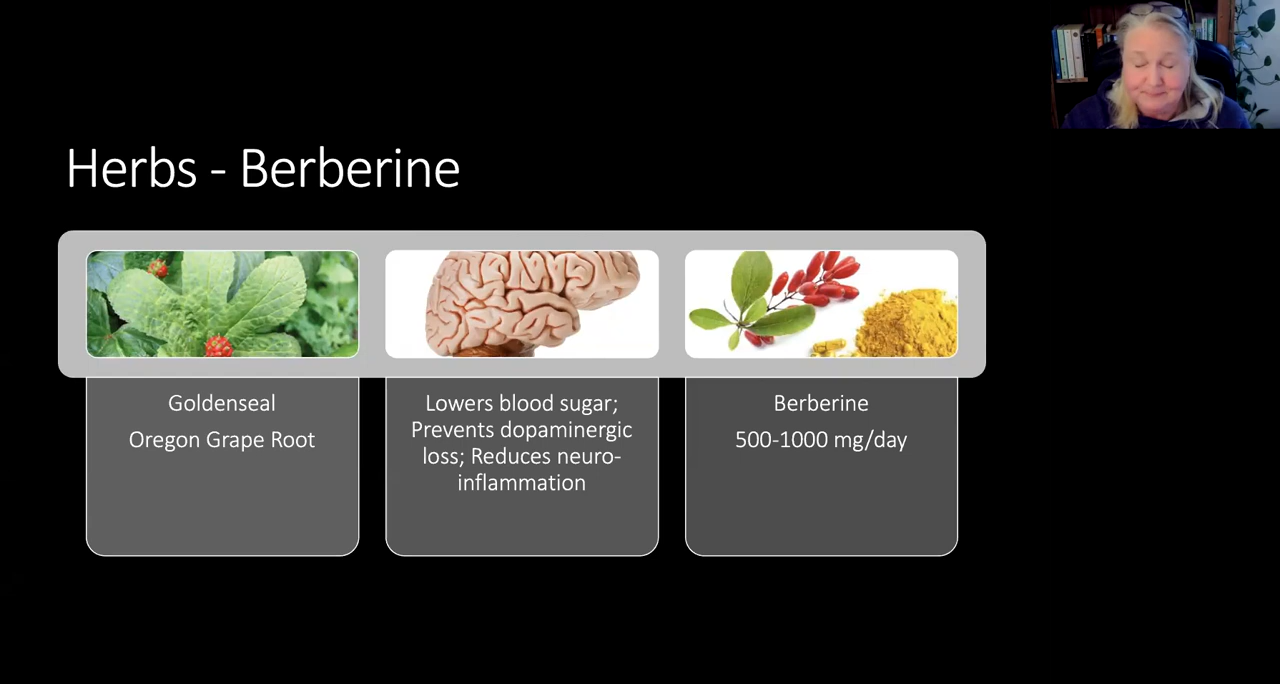 Herbs - Berberine
Goldenseal
Oregon Grape Root
Lowers blood sugar;
Prevents dopaminergic
loss; Reduces neuro-
inflammation
Berberine
500-1000 mg/day